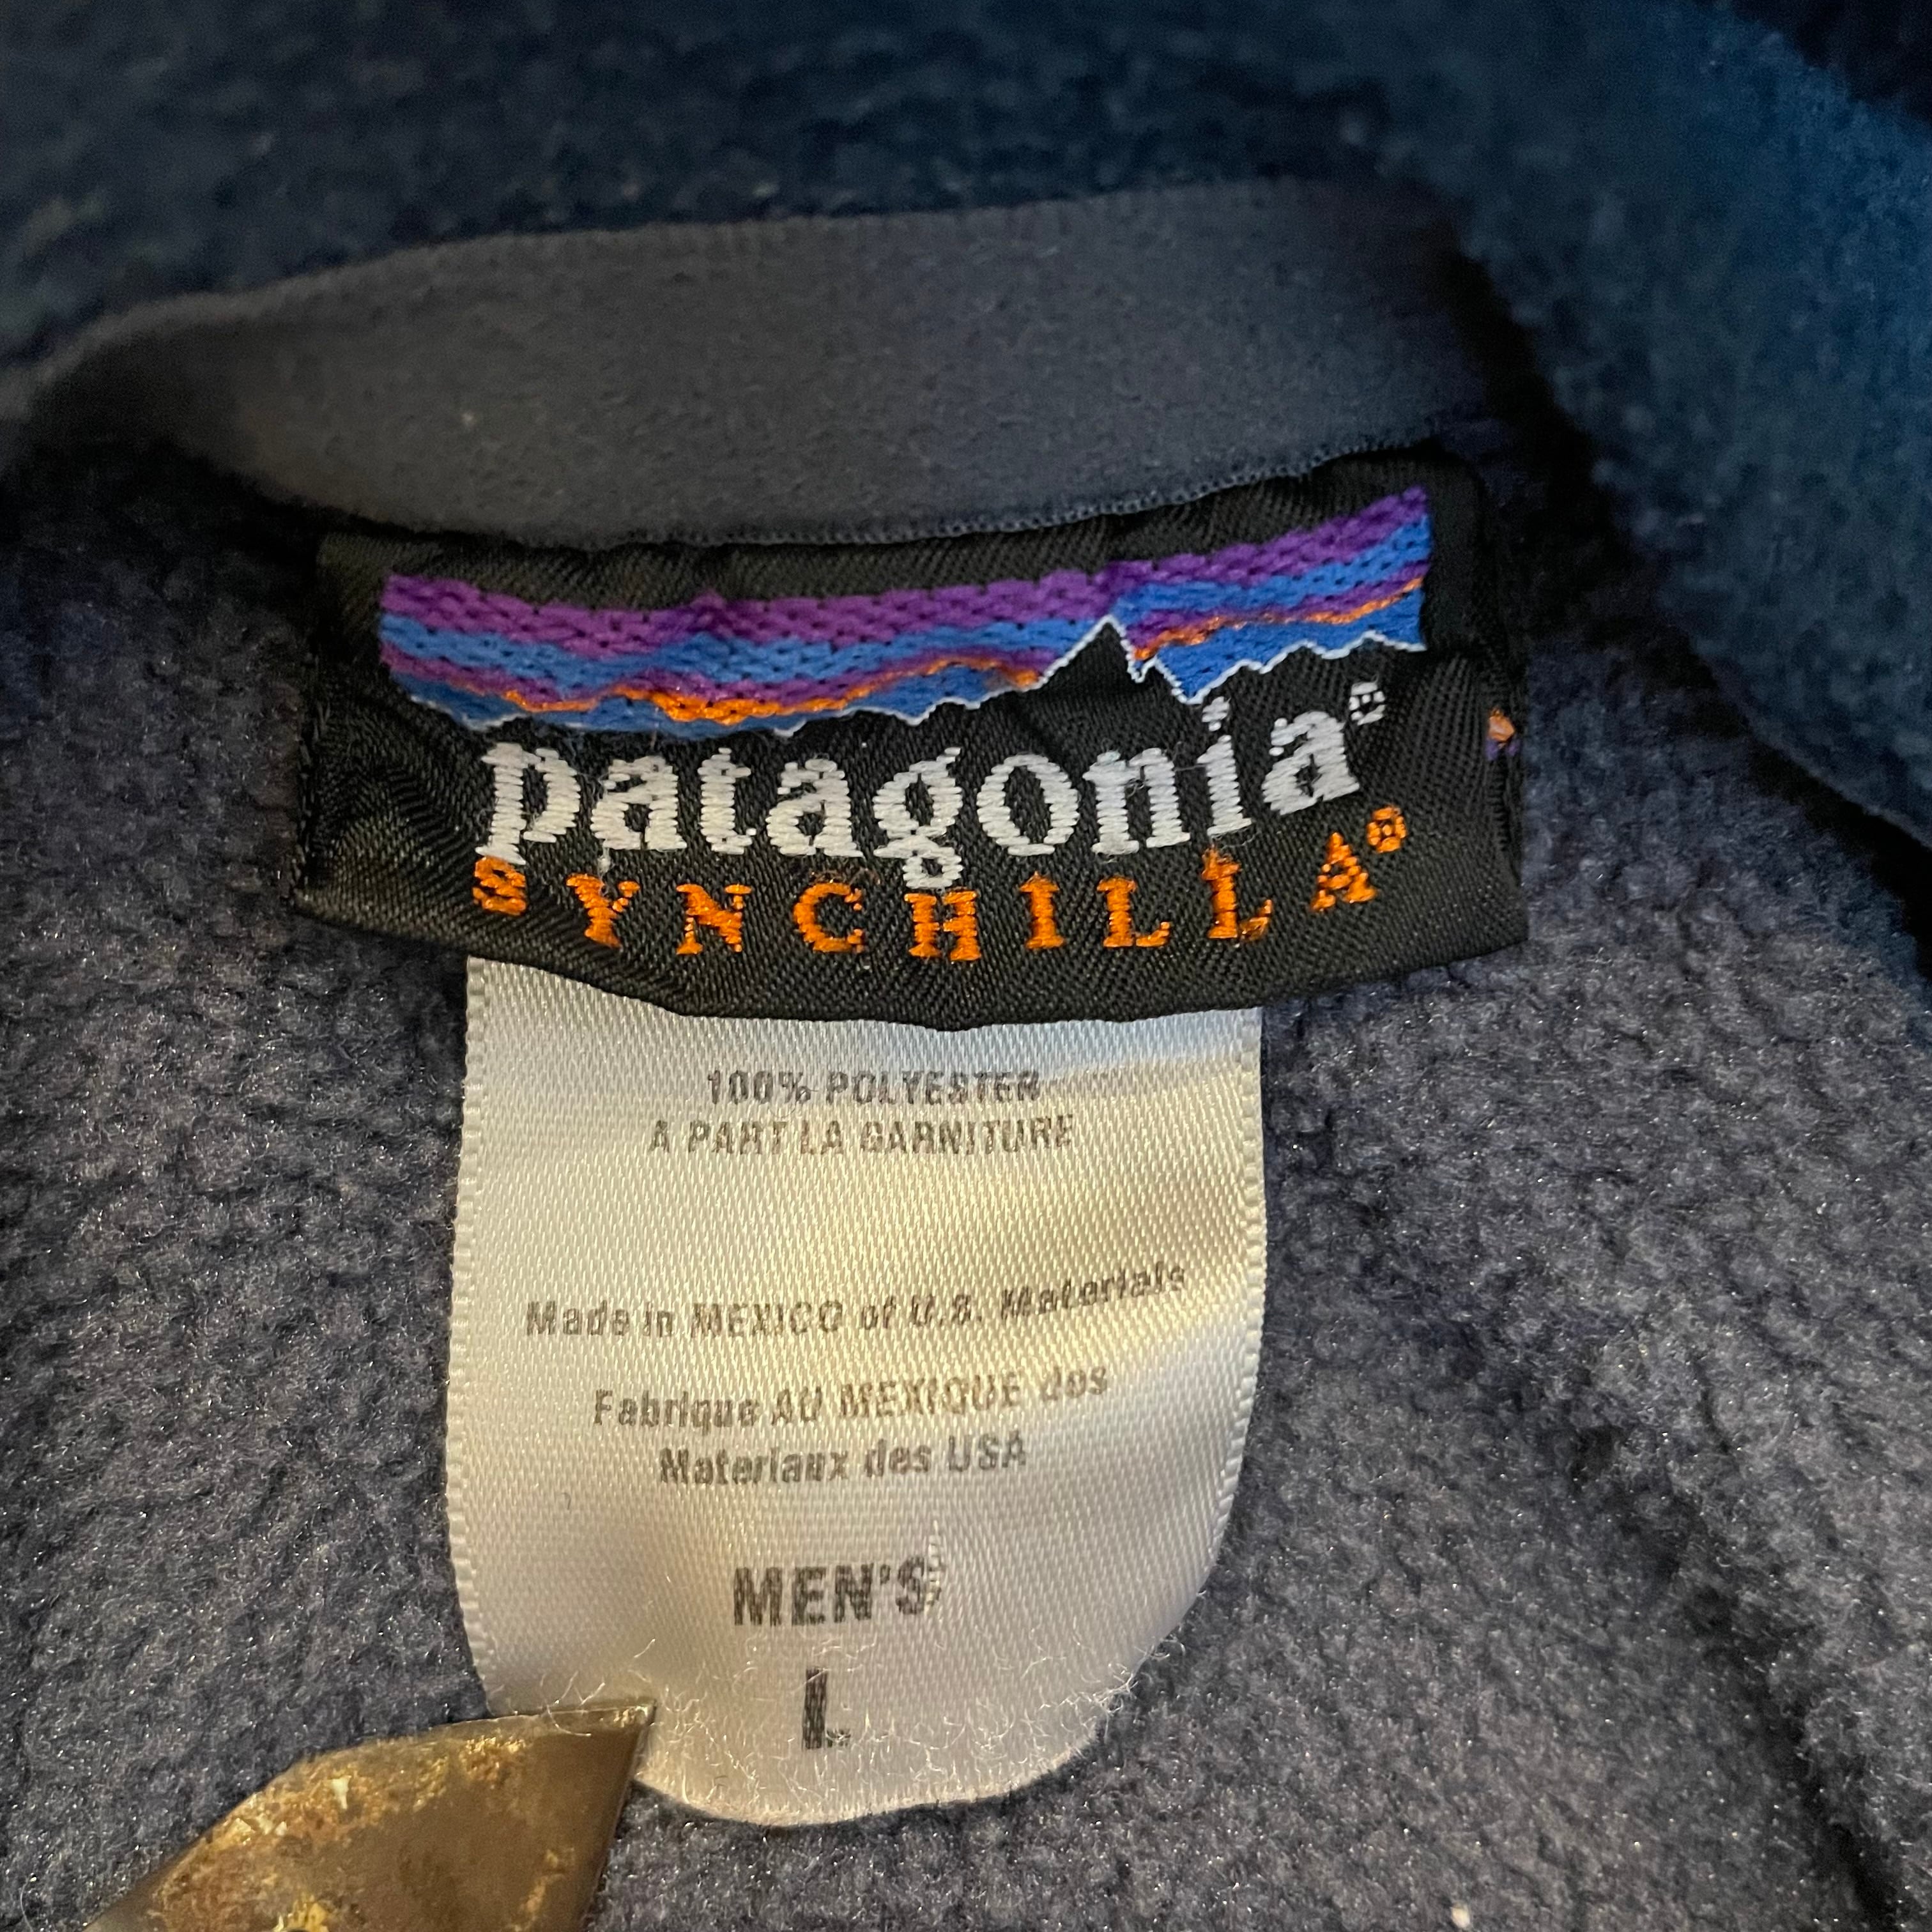 patagonia®
SYNCHILLA®
100% POLYESTER
A PART LA GARNITURE
Made in MEXICO of U.S. Materials
Fabrique AU MEXIQUE dos
Materiaux des USA
MEN'S
L